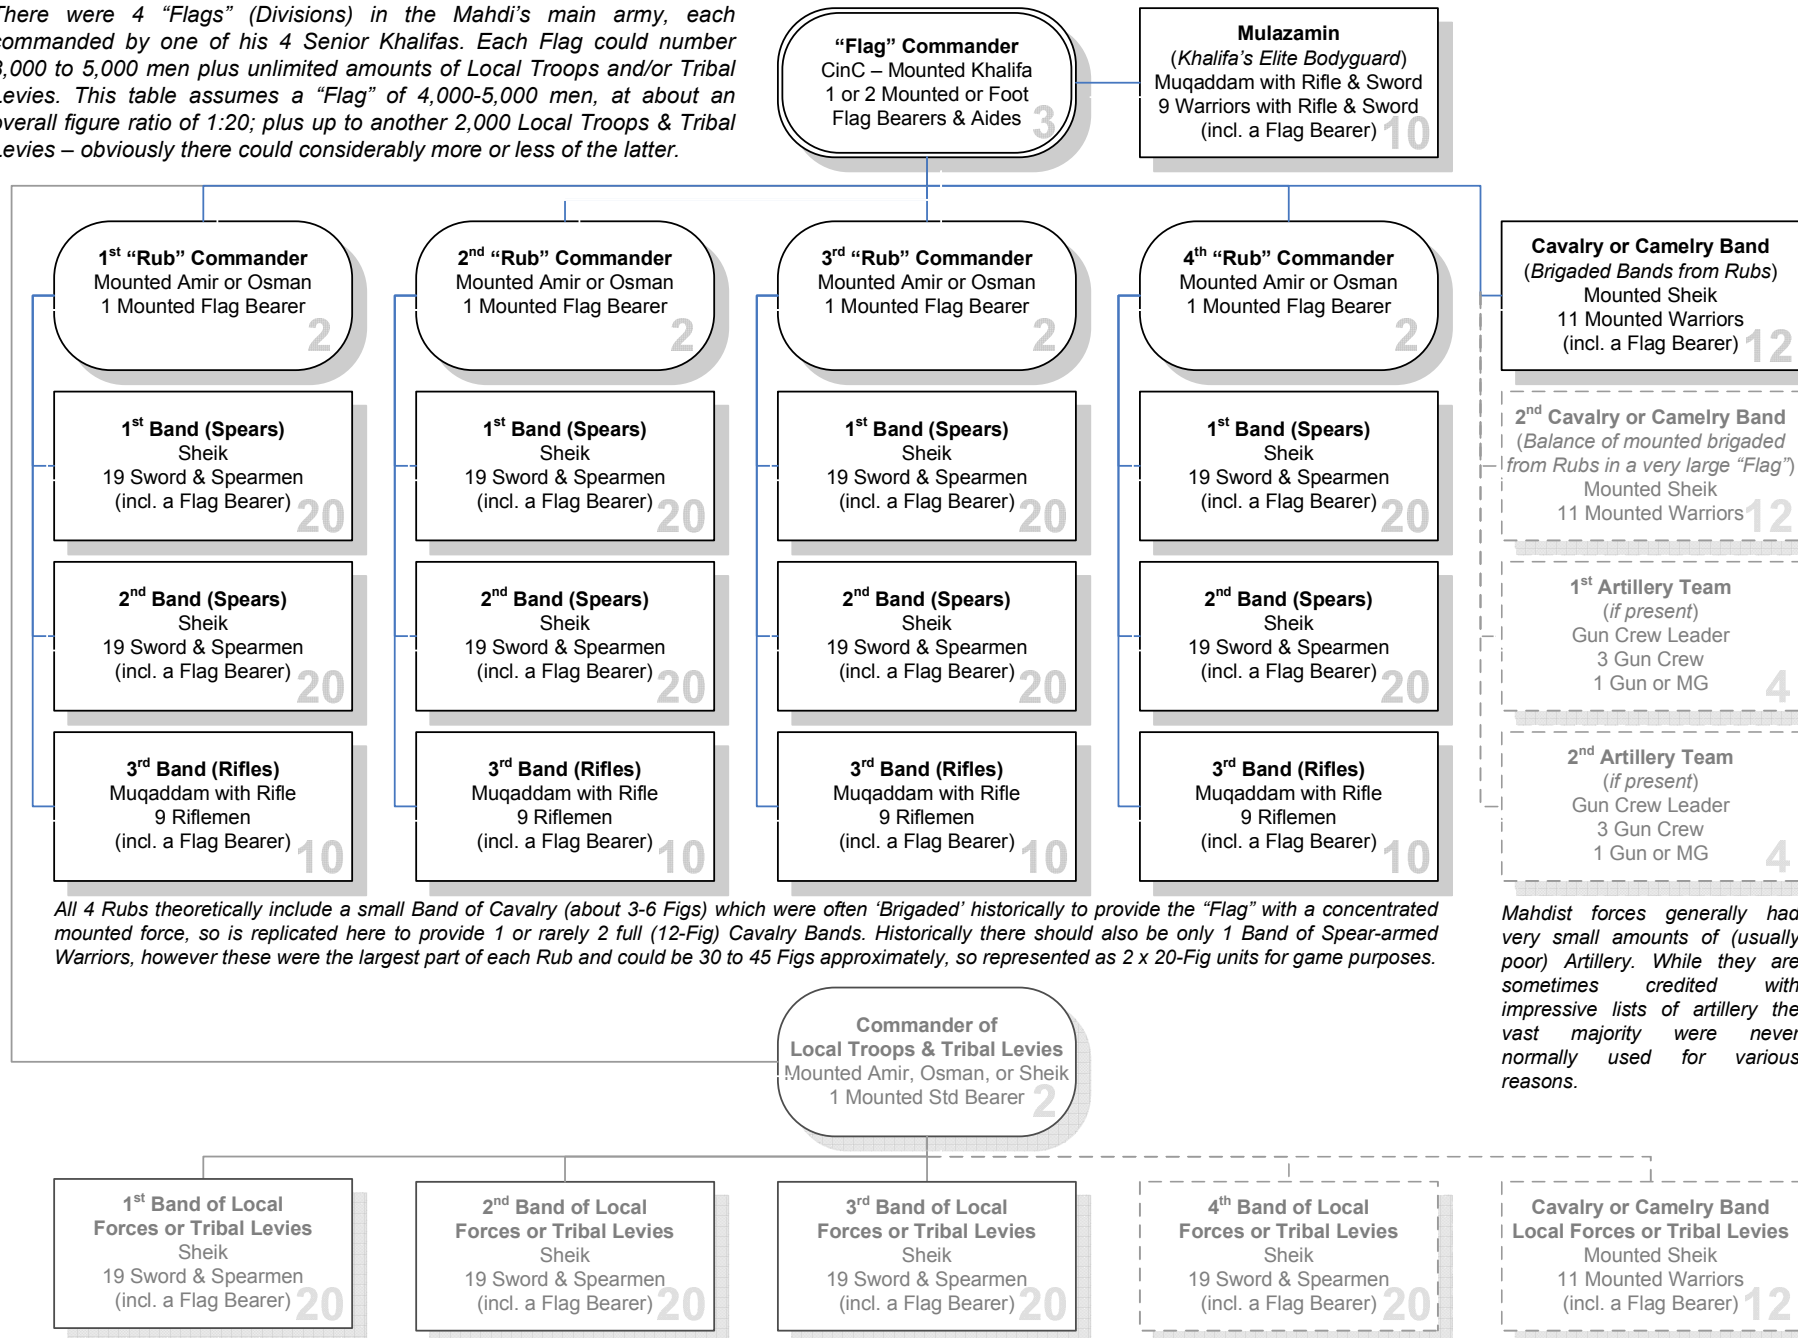 There were 4 “Flags” (Divisions) in the Mahdi’s main army, each
commanded by one of his 4 Senior Khalifas. Each Flag could number
3,000 to 5,000 men plus unlimited amounts of Local Troops and/or Tribal
Levies. This table assumes a “Flag” of 4,000-5,000 men, at about an
overall figure ratio of 1:20; plus up to another 2,000 Local Troops & Tribal
Levies – obviously there could considerably more or less of the latter.
“Flag” Commander
CinC – Mounted Khalifa
1 or 2 Mounted or Foot
Flag Bearers & Aides
3
Mulazamin
(Khalifa’s Elite Bodyguard)
Muqaddam with Rifle & Sword
9 Warriors with Rifle & Sword
(incl. a Flag Bearer)
10
1st “Rub” Commander
Mounted Amir or Osman
1 Mounted Flag Bearer
2
2nd “Rub” Commander
Mounted Amir or Osman
1 Mounted Flag Bearer
2
3rd “Rub” Commander
Mounted Amir or Osman
1 Mounted Flag Bearer
2
4th “Rub” Commander
Mounted Amir or Osman
1 Mounted Flag Bearer
2
Cavalry or Camelry Band
(Brigaded Bands from Rubs)
Mounted Sheik
11 Mounted Warriors
(incl. a Flag Bearer)
12
1st Band (Spears)
Sheik
19 Sword & Spearmen
(incl. a Flag Bearer)
20
1st Band (Spears)
Sheik
19 Sword & Spearmen
(incl. a Flag Bearer)
20
1st Band (Spears)
Sheik
19 Sword & Spearmen
(incl. a Flag Bearer)
20
1st Band (Spears)
Sheik
19 Sword & Spearmen
(incl. a Flag Bearer)
20
2nd Cavalry or Camelry Band
(Balance of mounted brigaded
from Rubs in a very large “Flag”)
Mounted Sheik
11 Mounted Warriors
12
2nd Band (Spears)
Sheik
19 Sword & Spearmen
(incl. a Flag Bearer)
20
2nd Band (Spears)
Sheik
19 Sword & Spearmen
(incl. a Flag Bearer)
20
2nd Band (Spears)
Sheik
19 Sword & Spearmen
(incl. a Flag Bearer)
20
2nd Band (Spears)
Sheik
19 Sword & Spearmen
(incl. a Flag Bearer)
20
1st Artillery Team
(if present)
Gun Crew Leader
3 Gun Crew
1 Gun or MG
4
3rd Band (Rifles)
Muqaddam with Rifle
9 Riflemen
(incl. a Flag Bearer)
10
3rd Band (Rifles)
Muqaddam with Rifle
9 Riflemen
(incl. a Flag Bearer)
10
3rd Band (Rifles)
Muqaddam with Rifle
9 Riflemen
(incl. a Flag Bearer)
10
3rd Band (Rifles)
Muqaddam with Rifle
9 Riflemen
(incl. a Flag Bearer)
10
2nd Artillery Team
(if present)
Gun Crew Leader
3 Gun Crew
1 Gun or MG
4
All 4 Rubs theoretically include a small Band of Cavalry (about 3-6 Figs) which were often ‘Brigaded’ historically to provide the “Flag” with a concentrated
mounted force, so is replicated here to provide 1 or rarely 2 full (12-Fig) Cavalry Bands. Historically there should also be only 1 Band of Spear-armed
Warriors, however these were the largest part of each Rub and could be 30 to 45 Figs approximately, so represented as 2 x 20-Fig units for game purposes.
Mahdist forces generally had
very small amounts of (usually
poor) Artillery. While they are
sometimes credited with
impressive lists of artillery the
vast majority were never
normally used for various
reasons.
Commander of
Local Troops & Tribal Levies
Mounted Amir, Osman, or Sheik
1 Mounted Std Bearer
2
1st Band of Local
Forces or Tribal Levies
Sheik
19 Sword & Spearmen
(incl. a Flag Bearer)
20
2nd Band of Local
Forces or Tribal Levies
Sheik
19 Sword & Spearmen
(incl. a Flag Bearer)
20
3rd Band of Local
Forces or Tribal Levies
Sheik
19 Sword & Spearmen
(incl. a Flag Bearer)
20
4th Band of Local
Forces or Tribal Levies
Sheik
19 Sword & Spearmen
(incl. a Flag Bearer)
20
Cavalry or Camelry Band
Local Forces or Tribal Levies
Mounted Sheik
11 Mounted Warriors
(incl. a Flag Bearer)
12